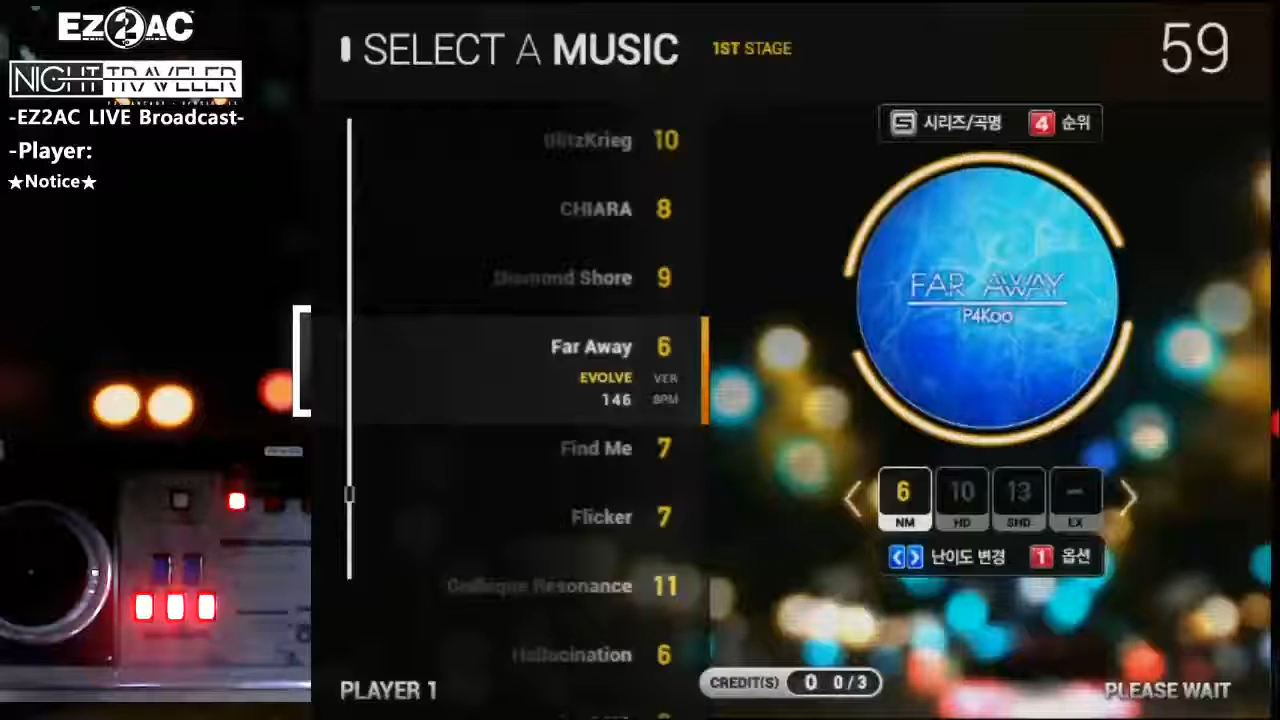 EZ2AC
NIGHT TRAVELER
-EZ2AC LIVE Broadcast-
-Player:
★Notice★
SELECT A MUSIC
1ST STAGE
59
BlitzKrieg 10
CHIARA 8
Diamond Shore 9
Far Away 6
EVOLVE VER
146 BPM
Find Me 7
Flicker 7
Resonance 11
Hallucination 6
PLAYER 1
S 시리즈/곡명 4 순위
FAR AWAY
P4Koo
6 10 13 -
NM HD SHD EX
난이도 변경 1 옵션
CREDIT(S) 0 0/3
PLEASE WAIT